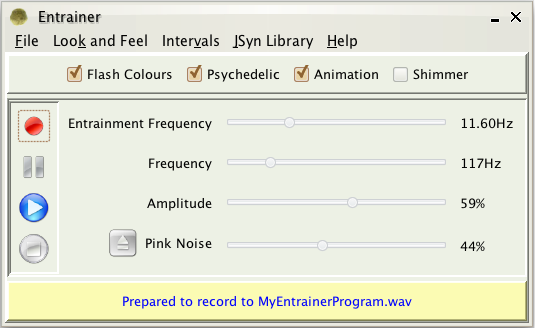 Entrainer
File Look and Feel Intervals JSyn Library Help
Flash Colours Psychedelic Animation Shimmer
Entrainment Frequency 11.60Hz
Frequency 117Hz
Amplitude 59%
Pink Noise 44%
Prepared to record to MyEntrainerProgram.wav